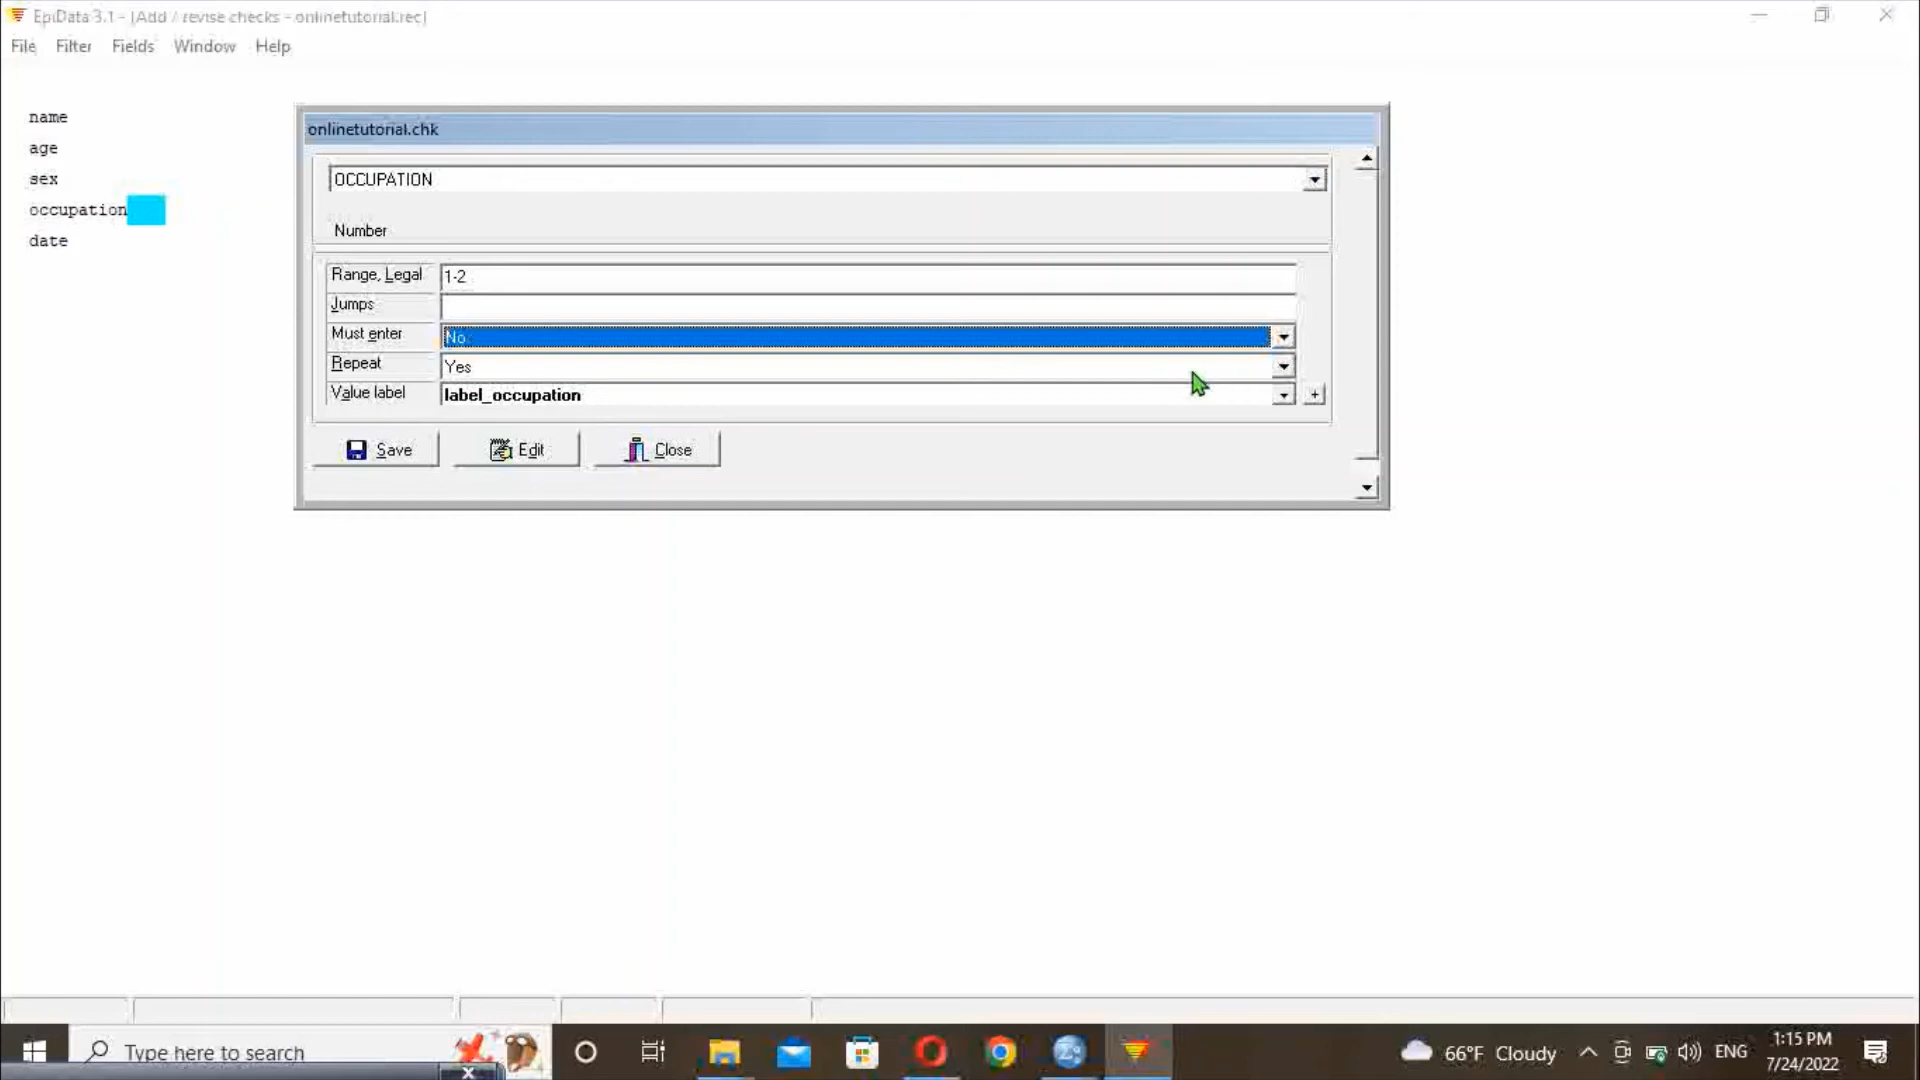 EpiData 3.1 - [Add / revise checks - onlinetutorial.rec]
File Filter Fields Window Help
name
age
sex
occupation
date
onlinetutorial.chk
OCCUPATION
Number
Range, Legal 1-2
Jumps
Must enter No
Repeat Yes
Value label label_occupation +
Save Edit Close
Type here to search
66°F Cloudy ENG 1:15 PM
7/24/2022